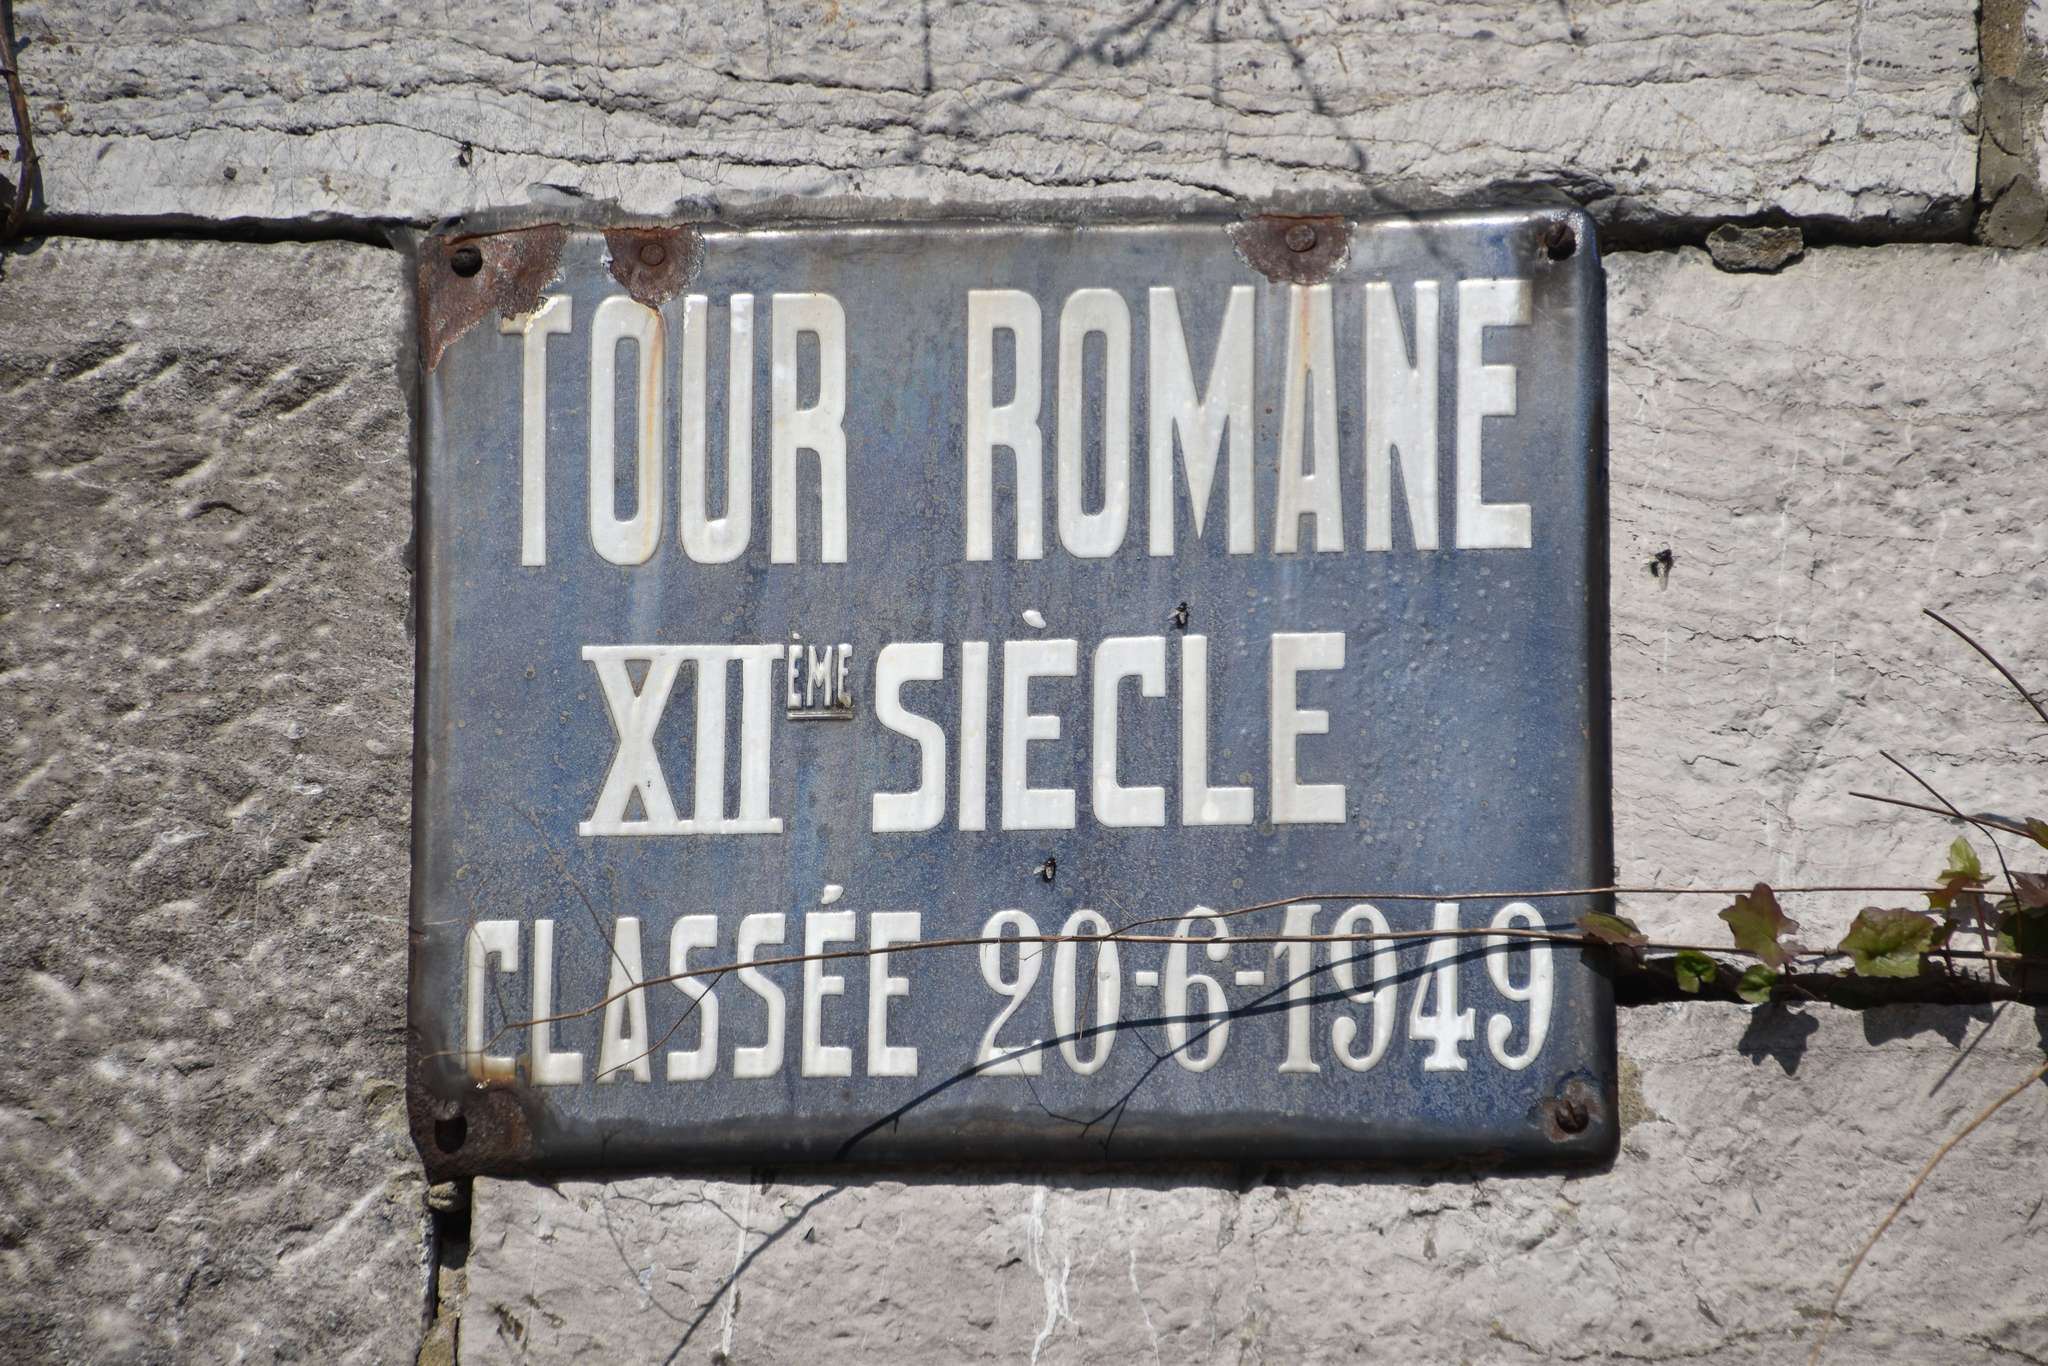 TOUR ROMANE
XIIÈME SIÈCLE
CLASSÉE 20-6-1949